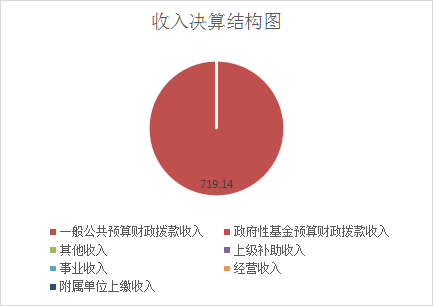 收入决算结构图
719.14
一般公共预算财政拨款收入 政府性基金预算财政拨款收入
其他收入 上级补助收入
事业收入 经营收入
附属单位上缴收入